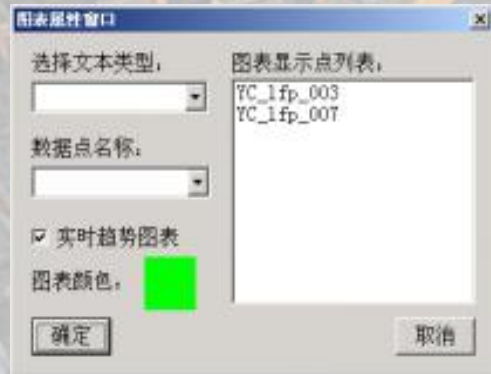 图表属性窗口
选择文本类型：
图表显示点列表：
YC_lfp_003
YC_lfp_007
数据点名称：
实时趋势图表
图表颜色：
确定
取消